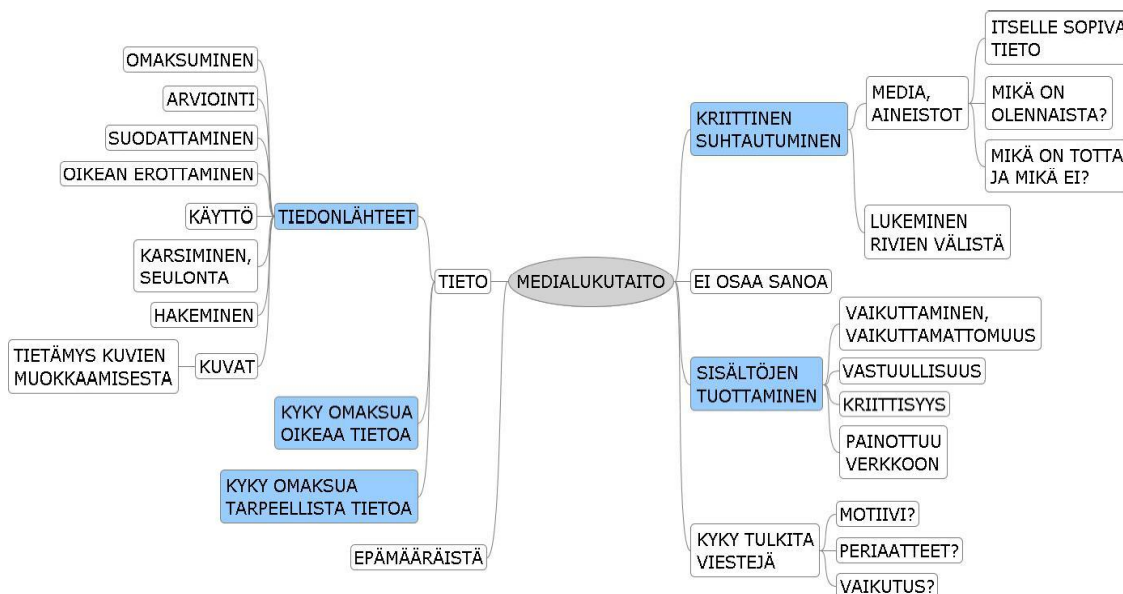 OMAKSUMINEN
ARVIOINTI
SUODATTAMINEN
OIKEAN EROTTAMINEN
KÄYTTÖ
KARSIMINEN,
SEULONTA
HAKEMINEN
TIETÄMYS KUVIEN
MUOKKAAMISESTA
KUVAT
TIEDONLÄHTEET
KYKY OMAKSUA
OIKEAA TIETOA
KYKY OMAKSUA
TARPEELLISTA TIETOA
TIETO
EPÄMÄÄRÄISTÄ
MEDIALUKUTAITO
KRIITTINEN
SUHTAUTUMINEN
MEDIA,
AINEISTOT
ITSELLE SOPIVA
TIETO
MIKÄ ON
OLENNAISTA?
MIKÄ ON TOTTA
JA MIKÄ EI?
LUKEMINEN
RIVIEN VÄLISTÄ
EI OSAA SANOA
SISÄLTÖJEN
TUOTTAMINEN
VAIKUTTAMINEN,
VAIKUTTAMATTOMUUS
VASTUULLISUUS
KRIITTISYYS
PAINOTTUU
VERKKOON
KYKY TULKITA
VIESTEJÄ
MOTIIVI?
PERIAATTEET?
VAIKUTUS?